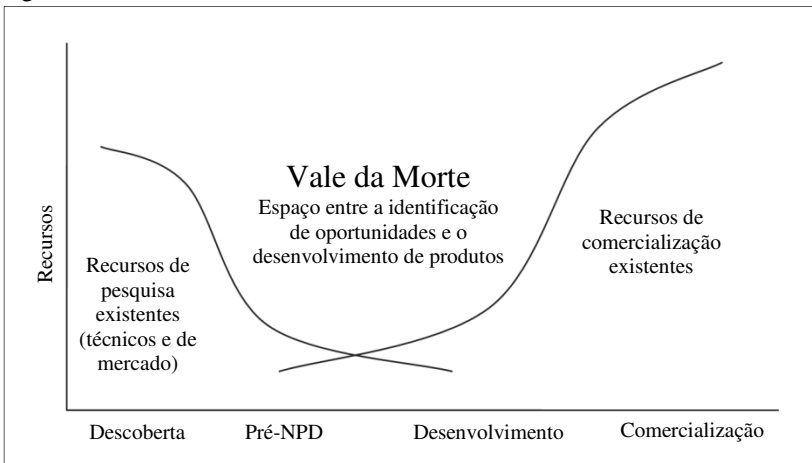 Recursos
Vale da Morte
Espaço entre a identificação
de oportunidades e o
desenvolvimento de produtos
Recursos de
pesquisa
existentes
(técnicos e de
mercado)
Recursos de
comercialização
existentes
Descoberta
Pré-NPD
Desenvolvimento
Comercialização